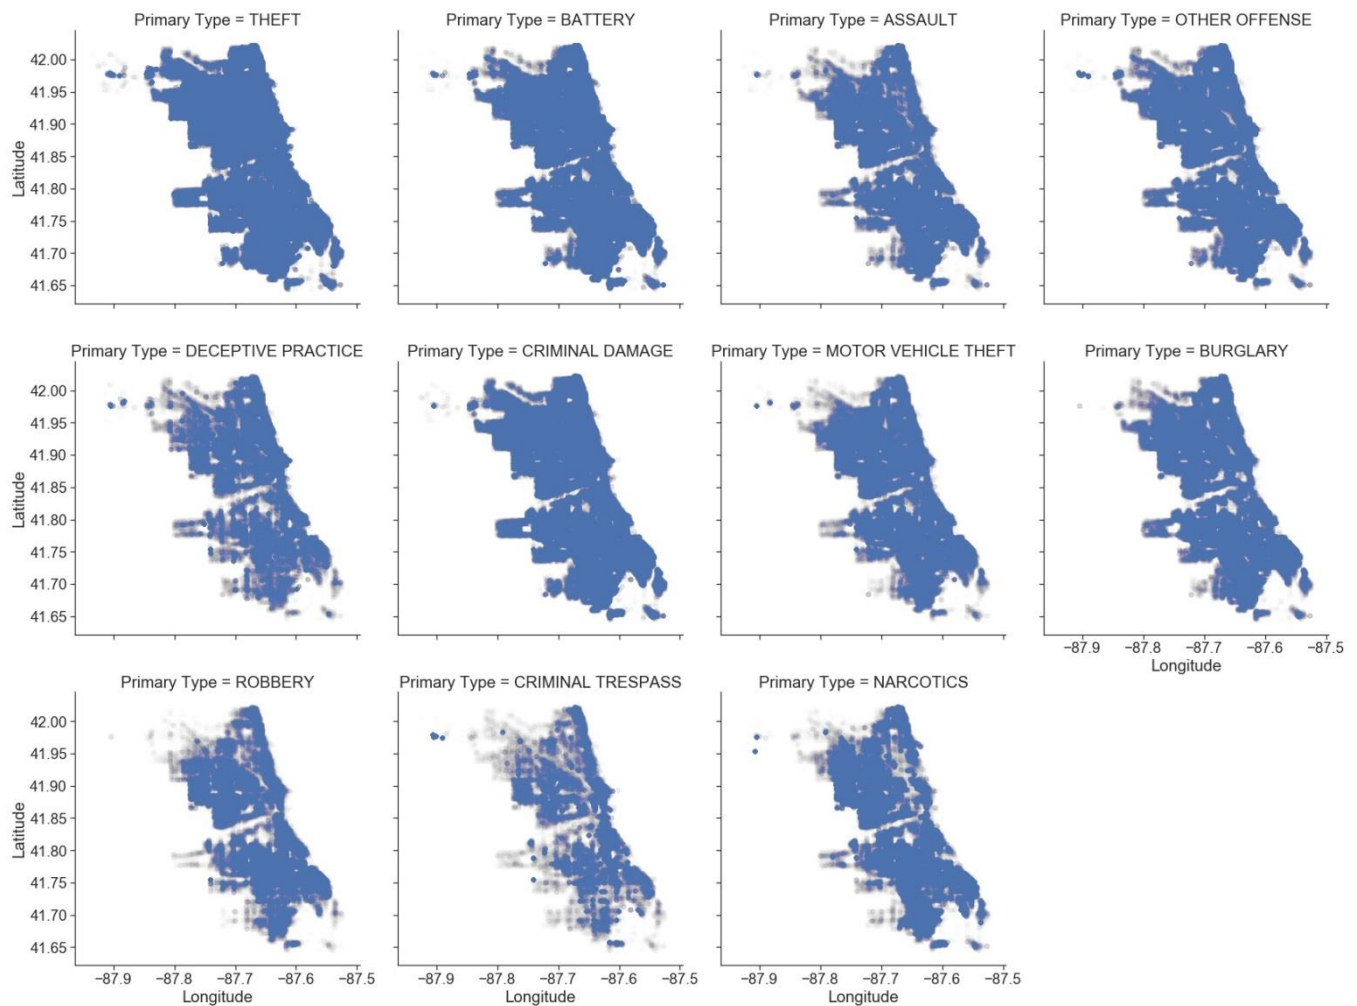 Primary Type = THEFT
Primary Type = BATTERY
Primary Type = ASSAULT
Primary Type = OTHER OFFENSE
42.00
41.95
41.90
41.85
41.80
41.75
41.70
41.65
Latitude
Primary Type = DECEPTIVE PRACTICE
Primary Type = CRIMINAL DAMAGE
Primary Type = MOTOR VEHICLE THEFT
Primary Type = BURGLARY
42.00
41.95
41.90
41.85
41.80
41.75
41.70
41.65
Latitude
−87.9 −87.8 −87.7 −87.6 −87.5
Longitude
Primary Type = ROBBERY
Primary Type = CRIMINAL TRESPASS
Primary Type = NARCOTICS
42.00
41.95
41.90
41.85
41.80
41.75
41.70
41.65
Latitude
−87.9 −87.8 −87.7 −87.6 −87.5
Longitude
−87.9 −87.8 −87.7 −87.6 −87.5
Longitude
−87.9 −87.8 −87.7 −87.6 −87.5
Longitude